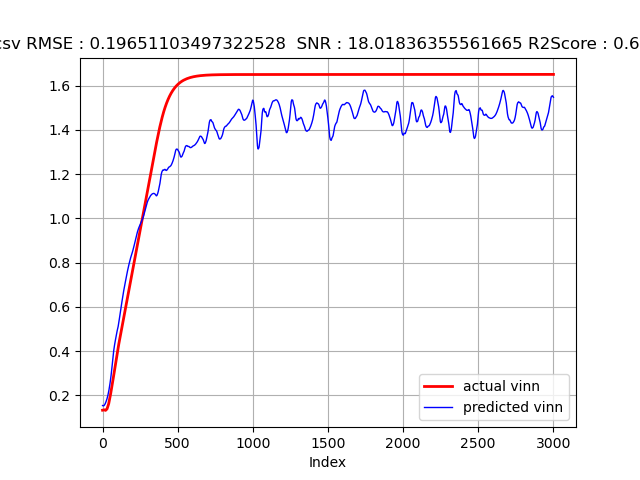 csv RMSE : 0.19651103497322528 SNR : 18.01836355561665 R2Score : 0.6
1.6
1.4
1.2
1.0
0.8
0.6
0.4
0.2
actual vinn
predicted vinn
0 500 1000 1500 2000 2500 3000
Index